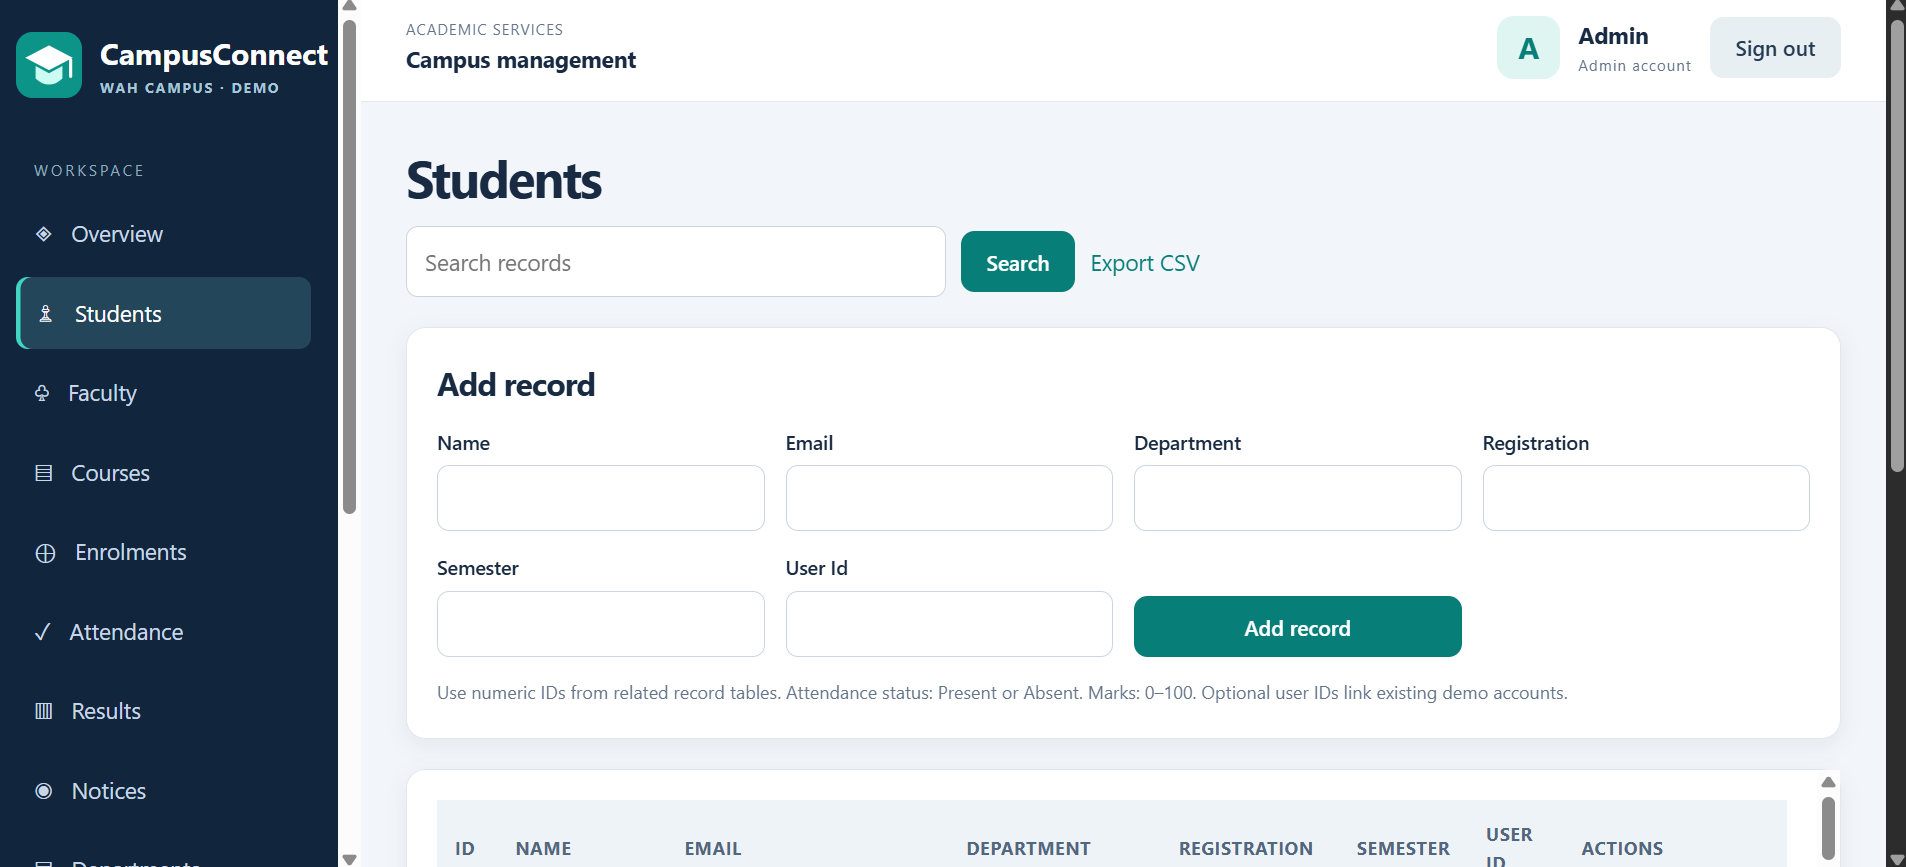 CampusConnect
WAH CAMPUS · DEMO
WORKSPACE
Overview
Students
Faculty
Courses
Enrolments
Attendance
Results
Notices
Departments
ACADEMIC SERVICES
Campus management
A
Admin
Admin account
Sign out
Students
Search records
Search
Export CSV
Add record
Name
Email
Department
Registration
Semester
User Id
Add record
Use numeric IDs from related record tables. Attendance status: Present or Absent. Marks: 0–100. Optional user IDs link existing demo accounts.
ID NAME EMAIL DEPARTMENT REGISTRATION SEMESTER USER ID ACTIONS